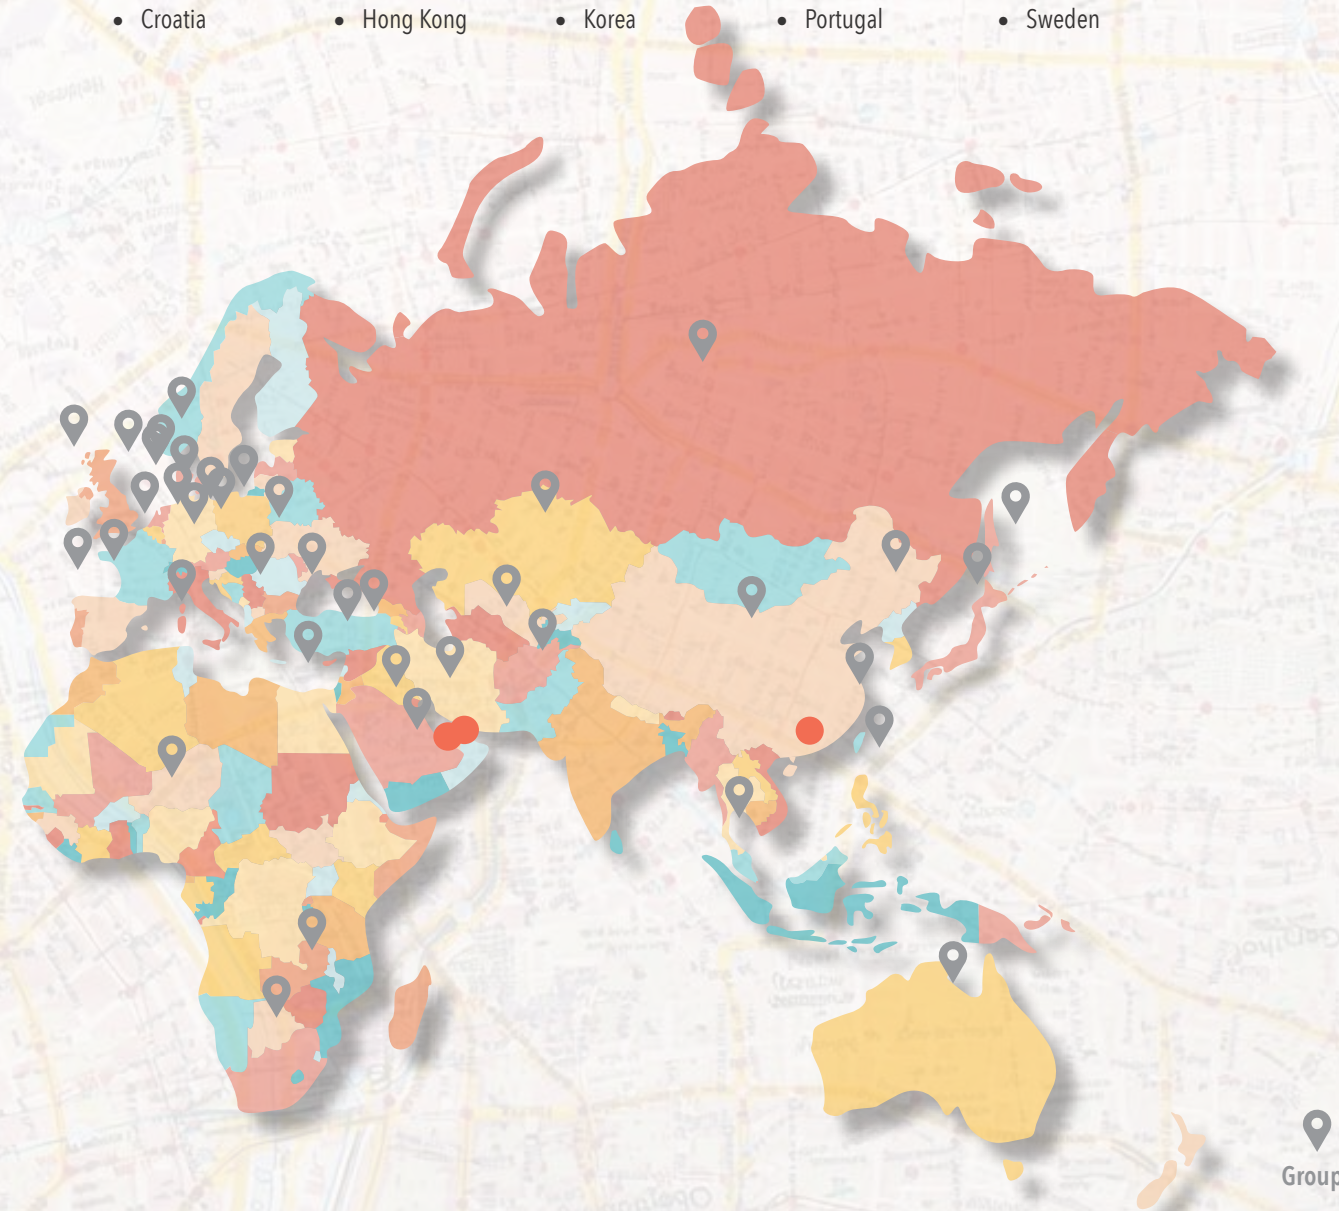 • Croatia • Hong Kong • Korea • Portugal • Sweden
Group